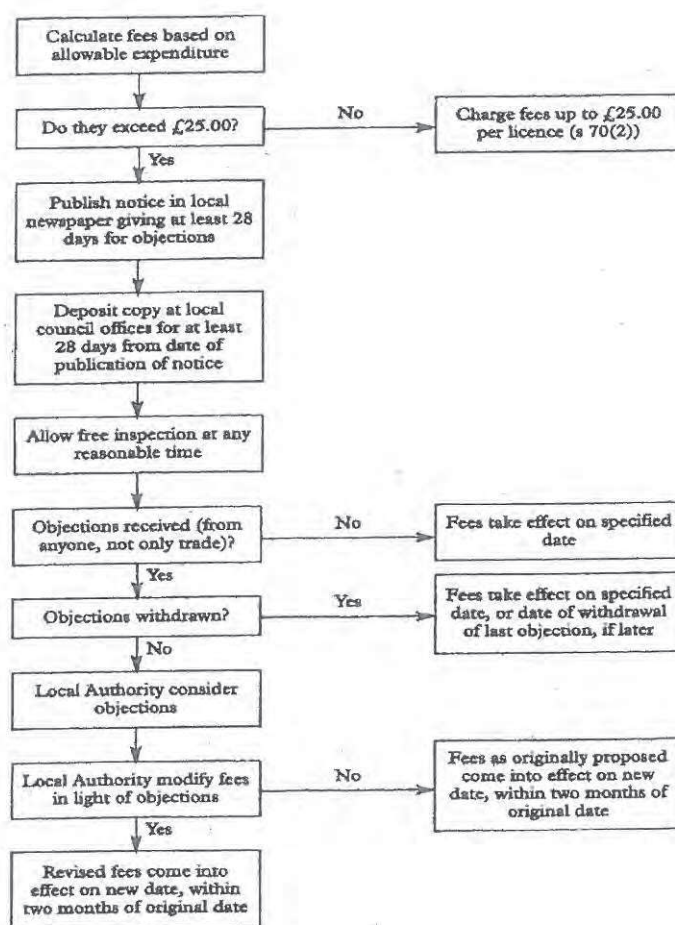 Calculate fees based on
allowable expenditure
Do they exceed £25.00?
No
Charge fees up to £25.00
per licence (s 70(2))
Yes
Publish notice in local
newspaper giving at least 28
days for objections
Deposit copy at local
council offices for at least
28 days from date of
publication of notice
Allow free inspection at any
reasonable time
Objections received (from
anyone, not only trade)?
No
Fees take effect on specified
date
Yes
Objections withdrawn?
Yes
Fees take effect on specified
date, or date of withdrawal
of last objection, if later
No
Local Authority consider
objections
Local Authority modify fees
in light of objections
No
Fees as originally proposed
come into effect on new
date, within two months of
original date
Yes
Revised fees come into
effect on new date, within
two months of original date